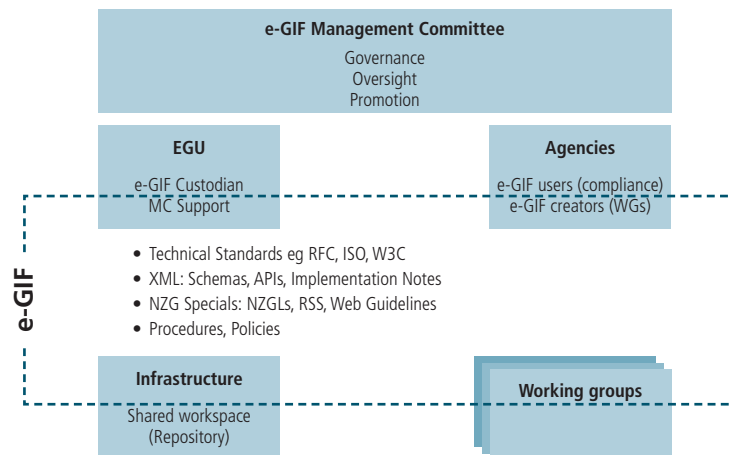 e-GIF Management Committee
Governance
Oversight
Promotion
EGU
e-GIF Custodian
MC Support
Agencies
e-GIF users (compliance)
e-GIF creators (WGs)
e-GIF
• Technical Standards eg RFC, ISO, W3C
• XML: Schemas, APIs, Implementation Notes
• NZG Specials: NZGLs, RSS, Web Guidelines
• Procedures, Policies
Infrastructure
Shared workspace
(Repository)
Working groups